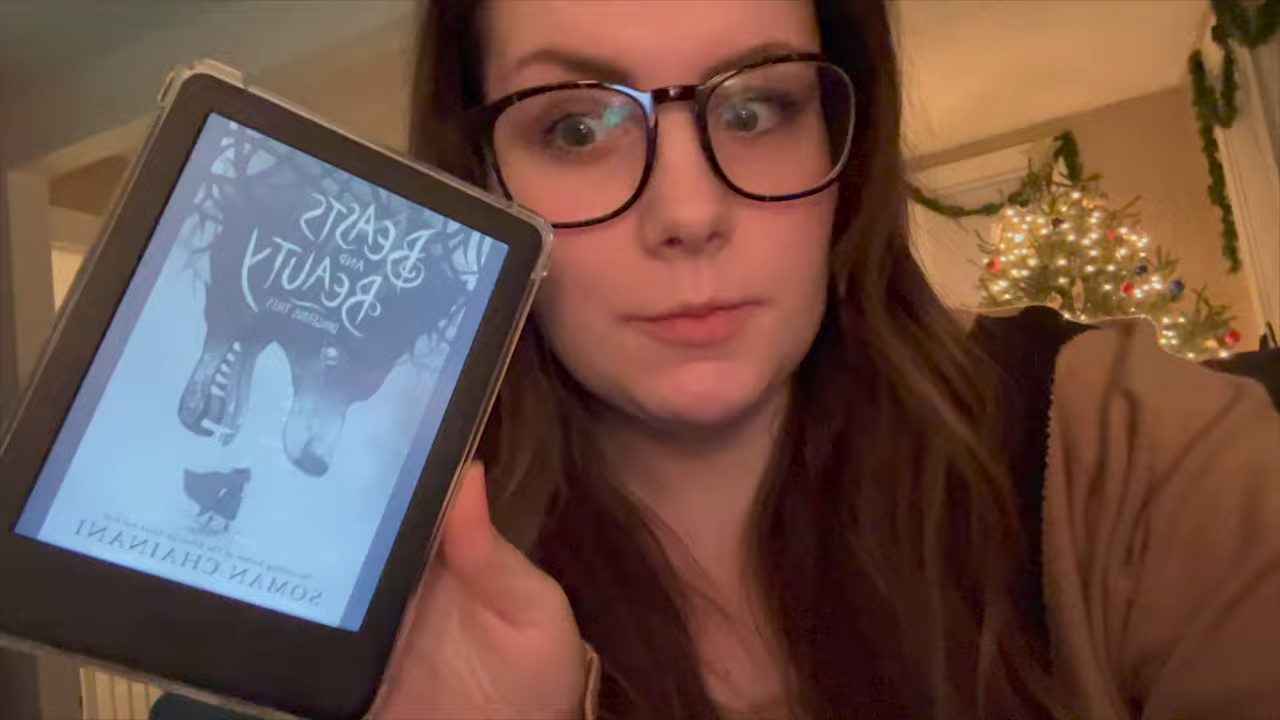 BEASTS
AND
BEAUTY
DANGEROUS TALES
SOMAN CHAINANI